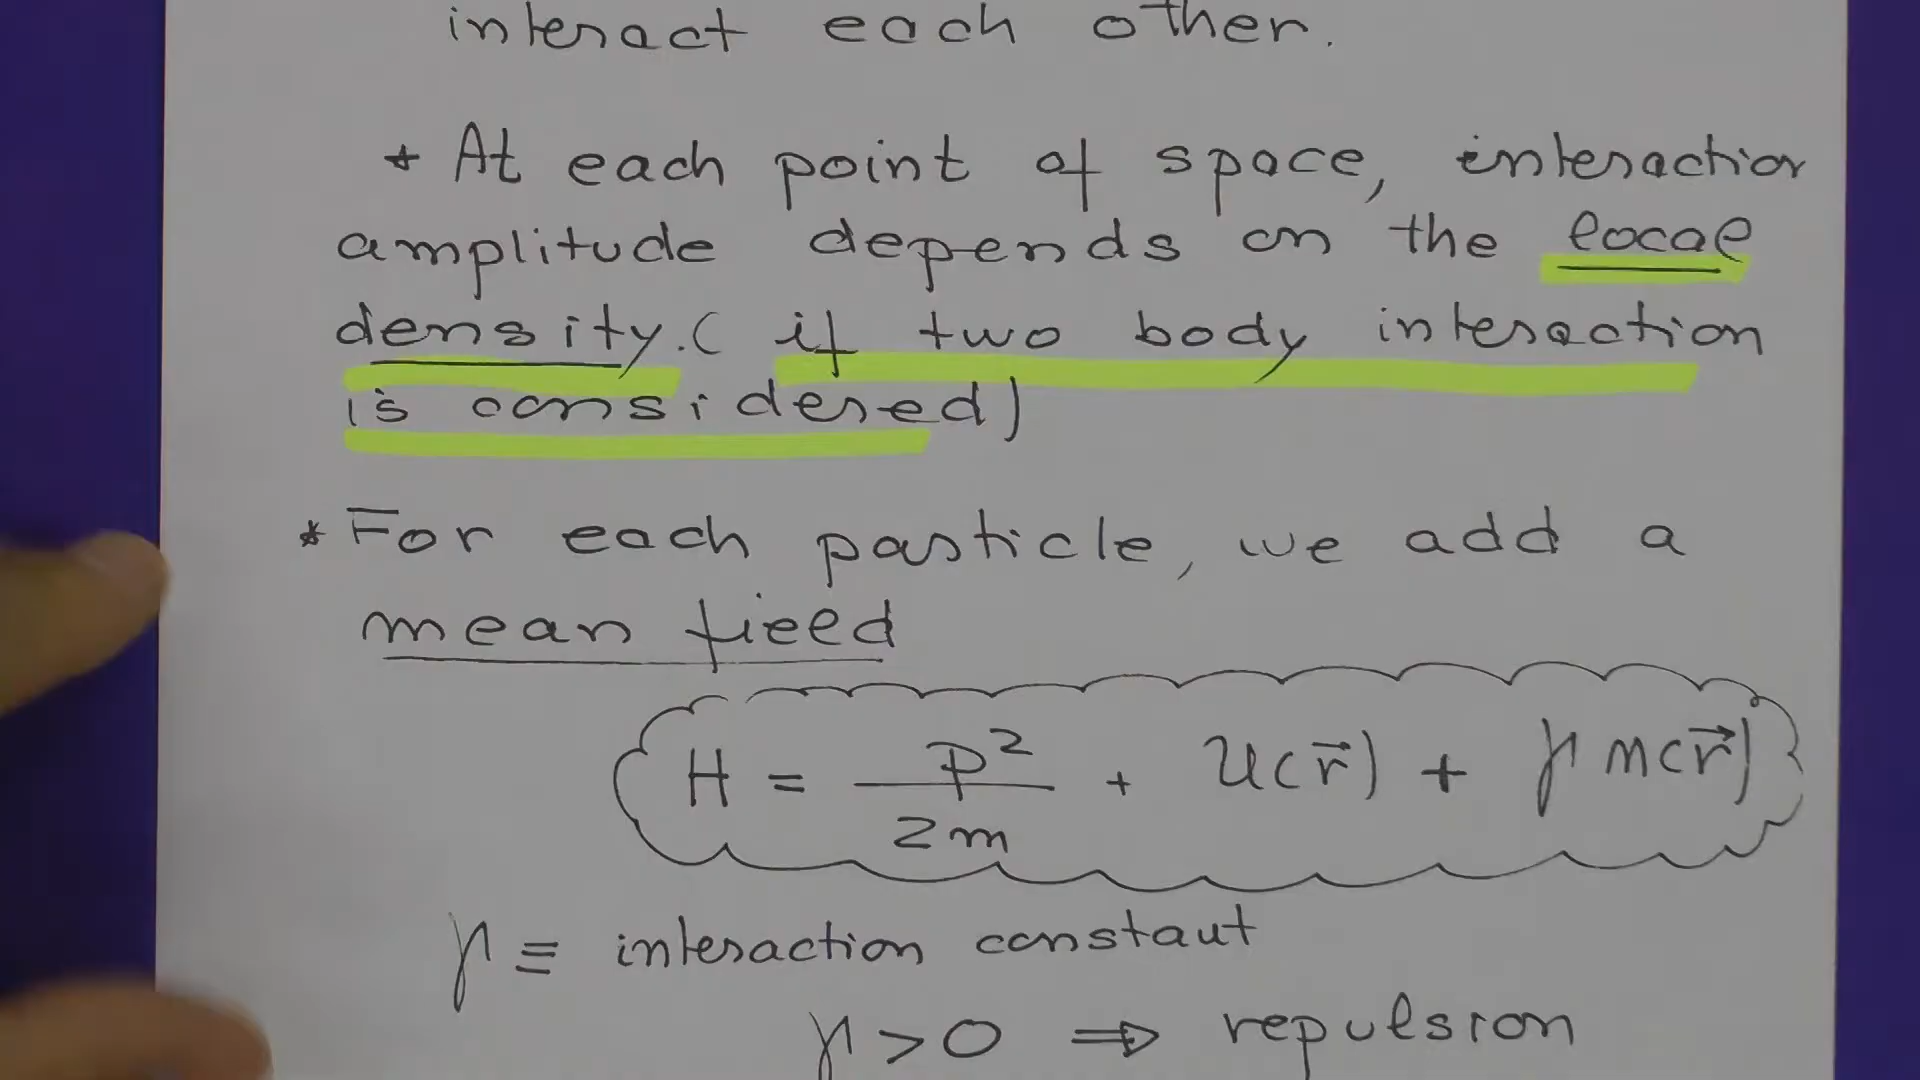 interact each other.
* At each point of space, interaction
amplitude depends on the local
density. ( if two body interaction
is considered)
* For each particle, we add a
mean field
H = p²/2m + U(r⃗) + γ n(r⃗)
γ ≡ interaction constaut
γ > 0 ⇒ repulsion